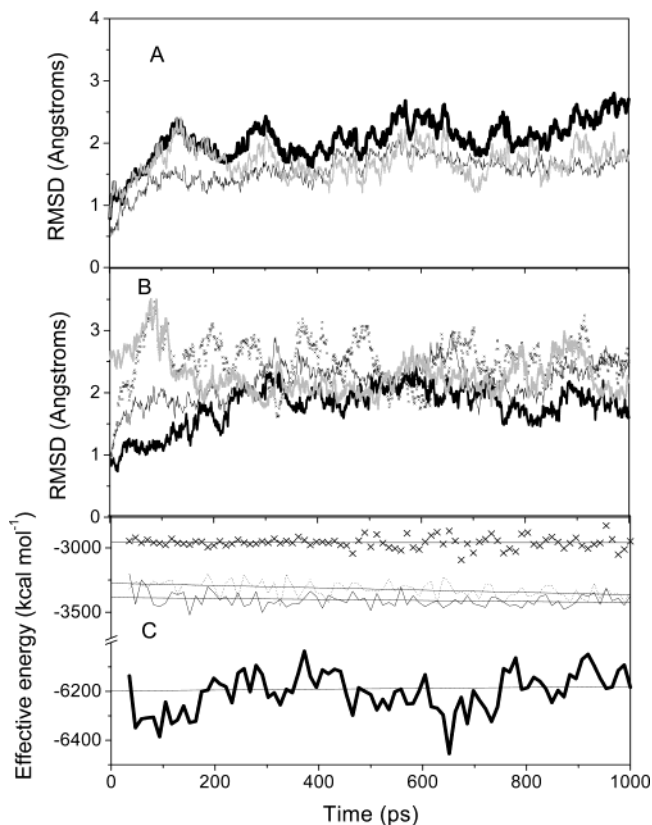 4
A
3
2
1
0
RMSD (Angstroms)
B
3
2
1
0
RMSD (Angstroms)
-3000
-3500
C
-6200
-6400
Effective energy (kcal mol⁻¹)
0 200 400 600 800 1000
Time (ps)